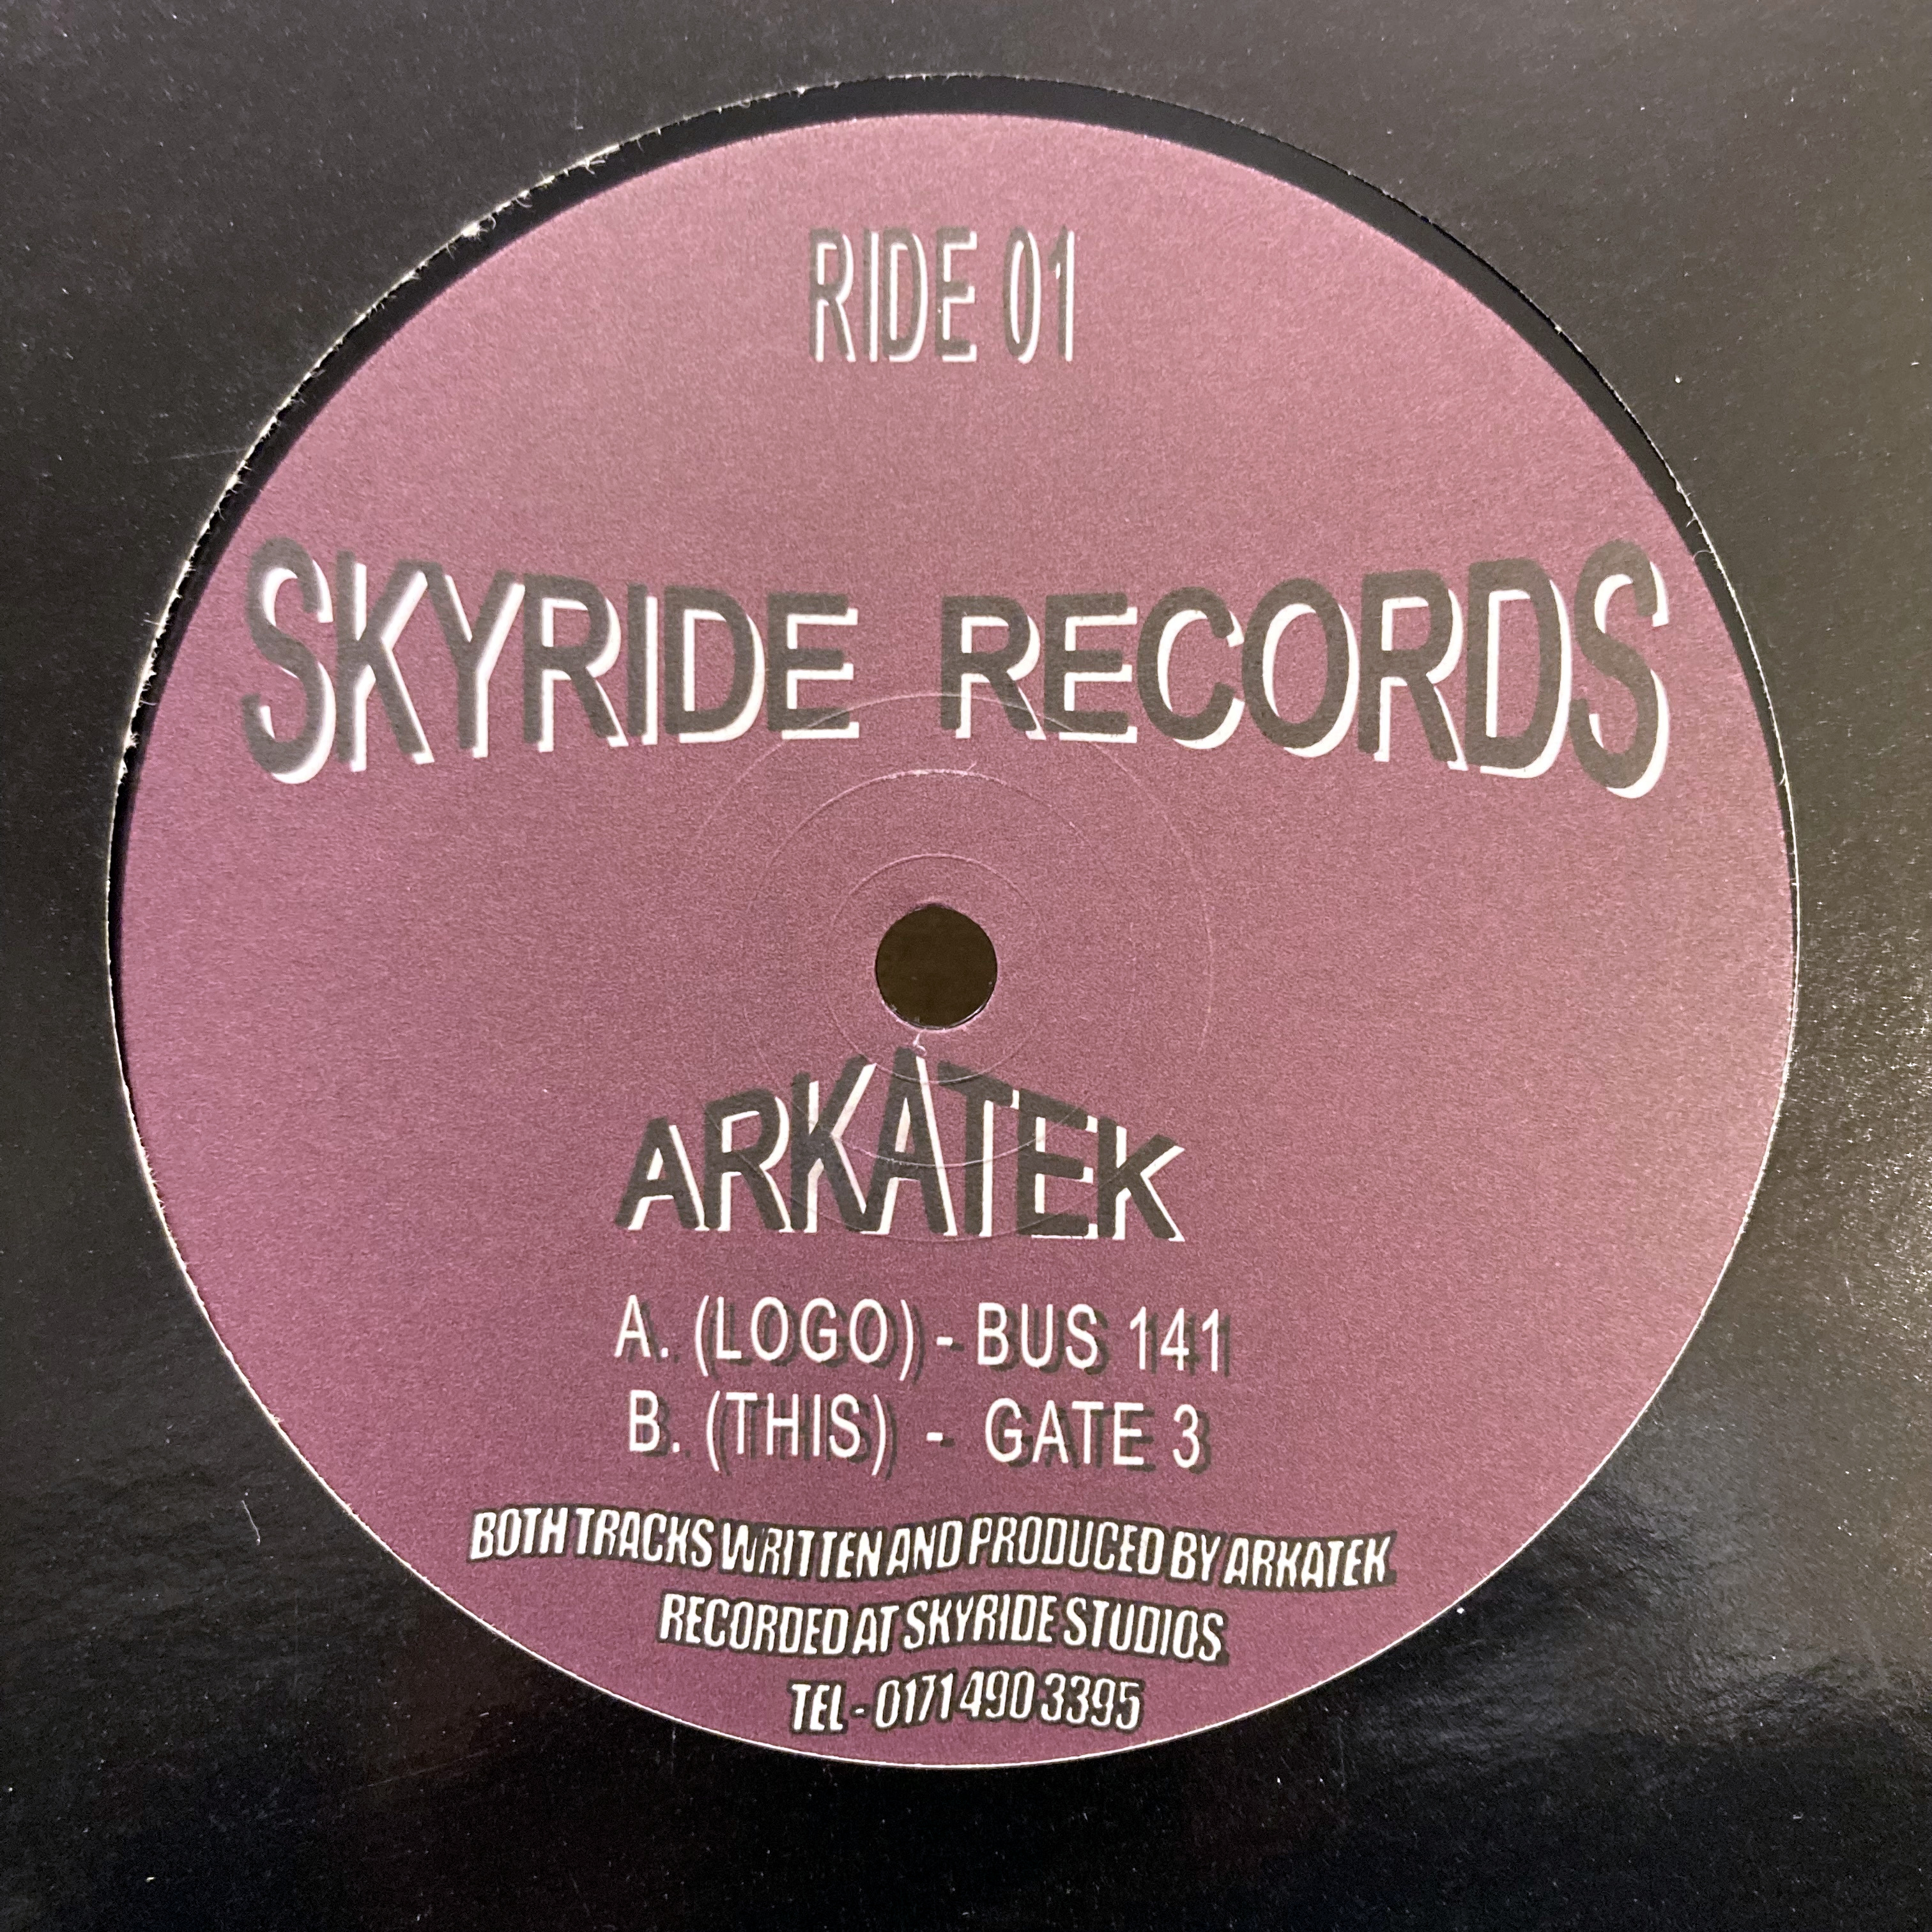 RIDE 01
SKYRIDE RECORDS
ARKATEK
A. (LOGO) - BUS 141
B. (THIS) - GATE 3
BOTH TRACKS WRITTEN AND PRODUCED BY ARKATEK
RECORDED AT SKYRIDE STUDIOS
TEL - 0171 490 3395